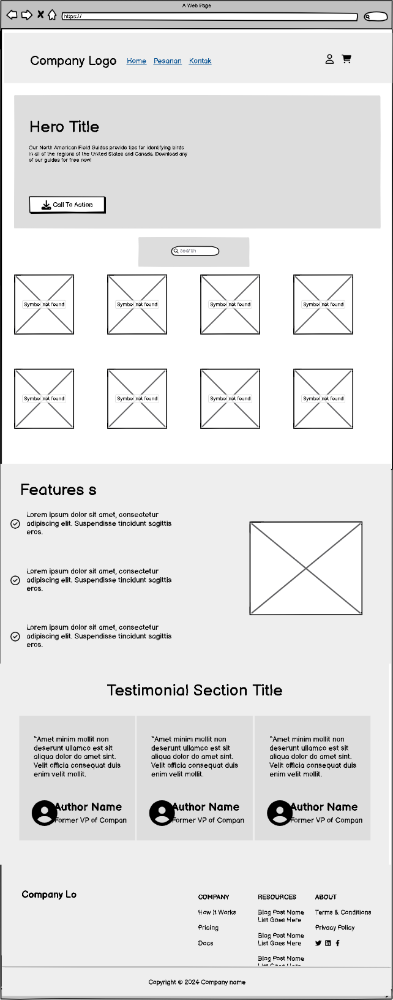 A Web Page
https://
Company Logo Home Pesanan Kontak
Hero Title
Our North American Field Guides provide tips for identifying birds
in all of the regions of the United States and Canada. Download any
of our guides for free now!
Call To Action
search
Symbol not found Symbol not found Symbol not found Symbol not found
Symbol not found Symbol not found Symbol not found Symbol not found
Features s
Lorem ipsum dolor sit amet, consectetur
adipiscing elit. Suspendisse tincidunt sagittis
eros.
Lorem ipsum dolor sit amet, consectetur
adipiscing elit. Suspendisse tincidunt sagittis
eros.
Lorem ipsum dolor sit amet, consectetur
adipiscing elit. Suspendisse tincidunt sagittis
eros.
Testimonial Section Title
“Amet minim mollit non
deserunt ullamco est sit
aliqua dolor do amet sint.
Velit officia consequat duis
enim velit mollit.
Author Name
Former VP of Compan
“Amet minim mollit non
deserunt ullamco est sit
aliqua dolor do amet sint.
Velit officia consequat duis
enim velit mollit.
Author Name
Former VP of Compan
“Amet minim mollit non
deserunt ullamco est sit
aliqua dolor do amet sint.
Velit officia consequat duis
enim velit mollit.
Author Name
Former VP of Compan
Company Lo
COMPANY
How It Works
Pricing
Docs
RESOURCES
Blog Post Name
List Goes Here
Blog Post Name
List Goes Here
Blog Post Name
List Goes Here
ABOUT
Terms & Conditions
Privacy Policy
Copyright © 2024 Company name